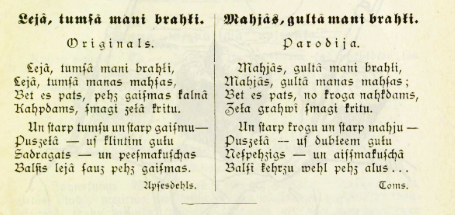 Lejā, tumſā mani brahļi.
Originals.
Lejā, tumſā mani brahļi,
Lejā, tumſā manas mahſas,
Bet es pats, pehz gaiſmas kalnā
Kahpdams, ſmagi zeļā kritu.
Un ſtarp tumſu un ſtarp gaiſmu—
Puszeļā — uſ klintim guļu
Sadragats — un peeſmakuſchas
Balſis lejā ſauz pehz gaiſmas.
Apſesdehls.
Mahjās, gultā mani brahļi.
Parodija.
Mahjās, gultā mani brahļi,
Mahjās, gultā manas mahſas;
Bet es pats, no kroga nahkdams,
Zeļa grahwi ſmagi kritu.
Un ſtarp krogu un ſtarp mahju —
Puszeļā — uſ dubļeem guļu
Neſpehzigs — un aiſſmakuſchā
Balſi kehrzu wehl pehz alus ...
Toms.